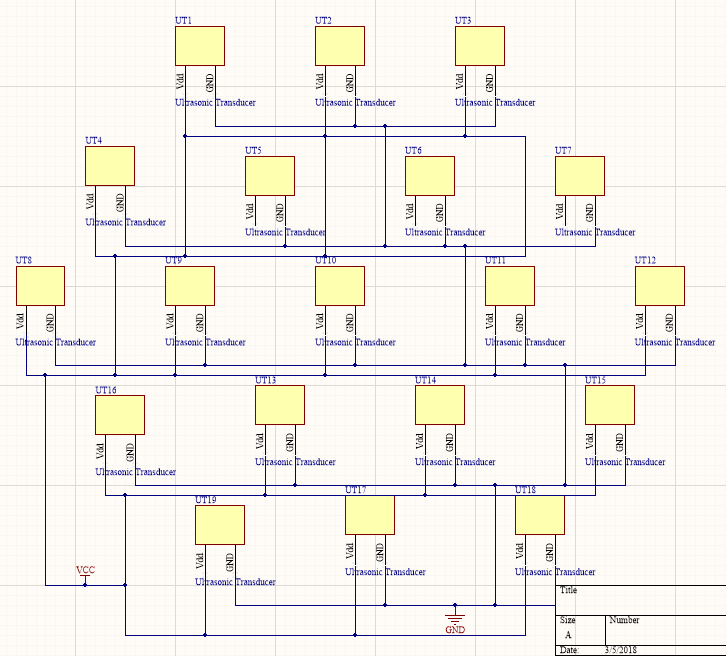 UT1 UT2 UT3
Vdd GND Vdd GND Vdd GND
Ultrasonic Transducer Ultrasonic Transducer Ultrasonic Transducer
UT4 UT5 UT6 UT7
Vdd GND Vdd GND Vdd GND Vdd GND
Ultrasonic Transducer Ultrasonic Transducer Ultrasonic Transducer Ultrasonic Transducer
UT8 UT9 UT10 UT11 UT12
Vdd GND Vdd GND Vdd GND Vdd GND Vdd GND
Ultrasonic Transducer Ultrasonic Transducer Ultrasonic Transducer Ultrasonic Transducer Ultrasonic Transducer
UT16 UT13 UT14 UT15
Vdd GND Vdd GND Vdd GND Vdd GND
Ultrasonic Transducer Ultrasonic Transducer Ultrasonic Transducer Ultrasonic Transducer
UT19 UT17 UT18
Vdd GND Vdd GND Vdd GND
Ultrasonic Transducer Ultrasonic Transducer Ultrasonic Transducer
VCC
GND
Title
Size Number
A
Date: 3/5/2018